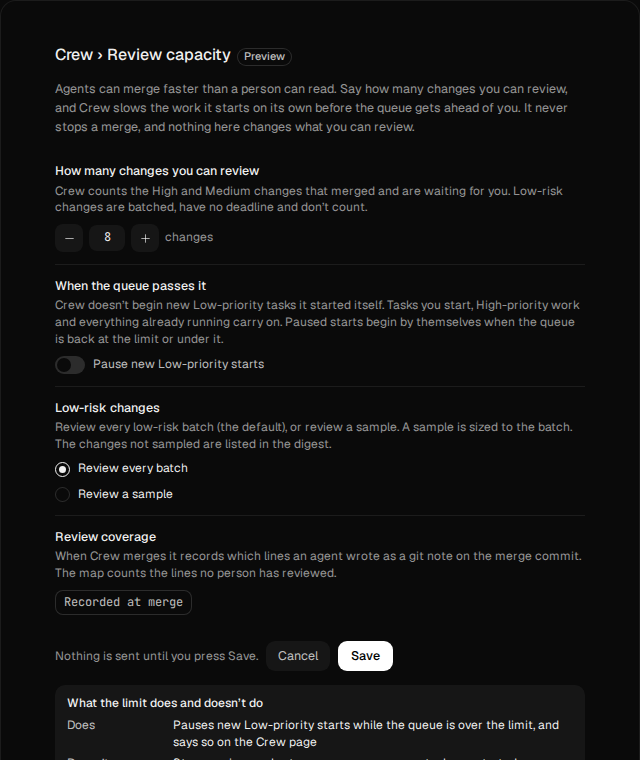 Crew › Review capacity Preview
Agents can merge faster than a person can read. Say how many changes you can review,
and Crew slows the work it starts on its own before the queue gets ahead of you. It never
stops a merge, and nothing here changes what you can review.
How many changes you can review
Crew counts the High and Medium changes that merged and are waiting for you. Low-risk
changes are batched, have no deadline and don't count.
− 8 + changes
When the queue passes it
Crew doesn't begin new Low-priority tasks it started itself. Tasks you start, High-priority work
and everything already running carry on. Paused starts begin by themselves when the queue
is back at the limit or under it.
Pause new Low-priority starts
Low-risk changes
Review every low-risk batch (the default), or review a sample. A sample is sized to the batch.
The changes not sampled are listed in the digest.
Review every batch
Review a sample
Review coverage
When Crew merges it records which lines an agent wrote as a git note on the merge commit.
The map counts the lines no person has reviewed.
Recorded at merge
Nothing is sent until you press Save. Cancel Save
What the limit does and doesn't do
Does Pauses new Low-priority starts while the queue is over the limit, and
says so on the Crew page